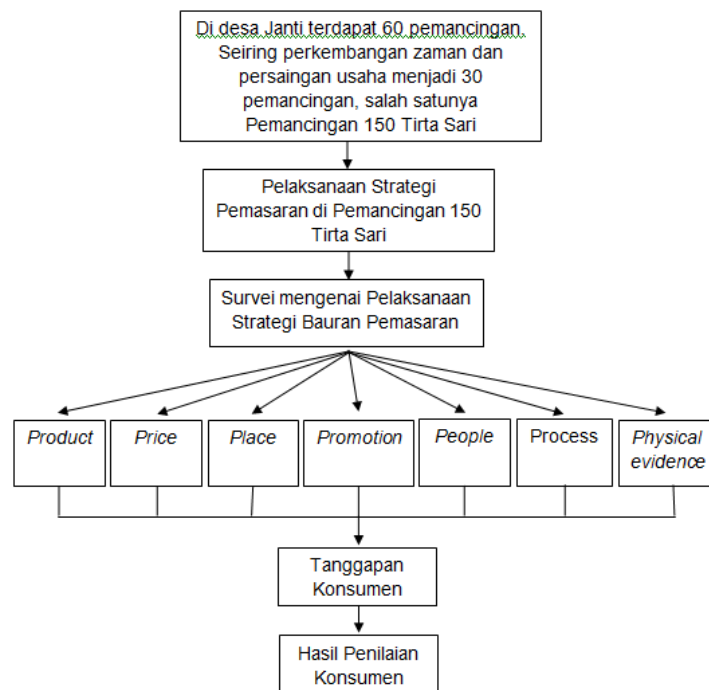 Di desa Janti terdapat 60 pemancingan.
Seiring perkembangan zaman dan
persaingan usaha menjadi 30
pemancingan, salah satunya
Pemancingan 150 Tirta Sari
Pelaksanaan Strategi
Pemasaran di Pemancingan 150
Tirta Sari
Survei mengenai Pelaksanaan
Strategi Bauran Pemasaran
Product
Price
Place
Promotion
People
Process
Physical
evidence
Tanggapan
Konsumen
Hasil Penilaian
Konsumen